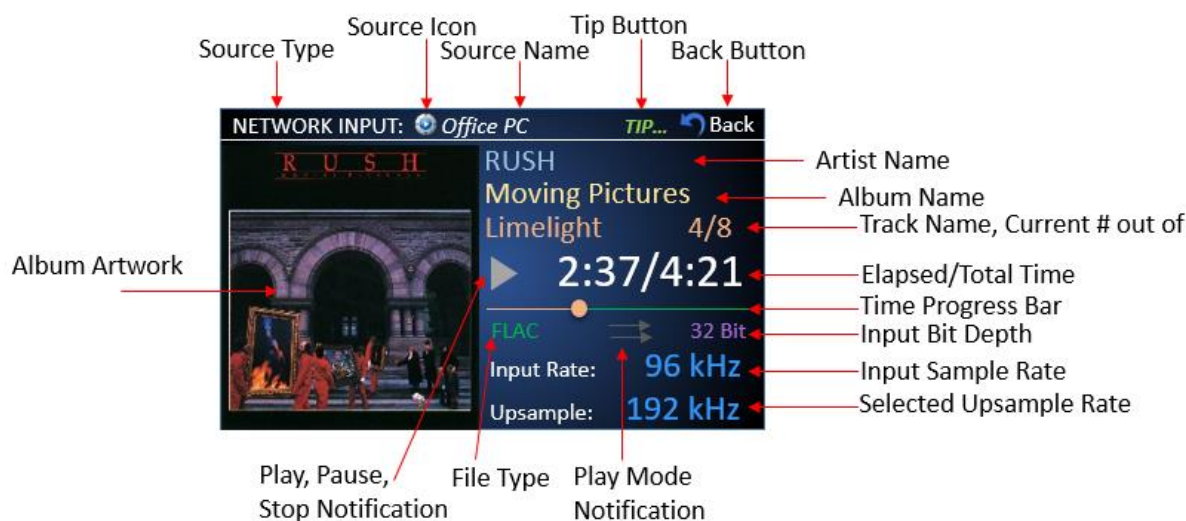 Source Icon
Tip Button
Source Type
Source Name
Back Button
NETWORK INPUT: Office PC TIP... Back
RUSH
RUSH
Artist Name
Moving Pictures
Album Name
Limelight 4/8
Track Name, Current # out of
Album Artwork
2:37/4:21
Elapsed/Total Time
Time Progress Bar
FLAC
32 Bit
Input Bit Depth
Input Rate: 96 kHz
Input Sample Rate
Upsample: 192 kHz
Selected Upsample Rate
Play, Pause,
Stop Notification
File Type
Play Mode
Notification